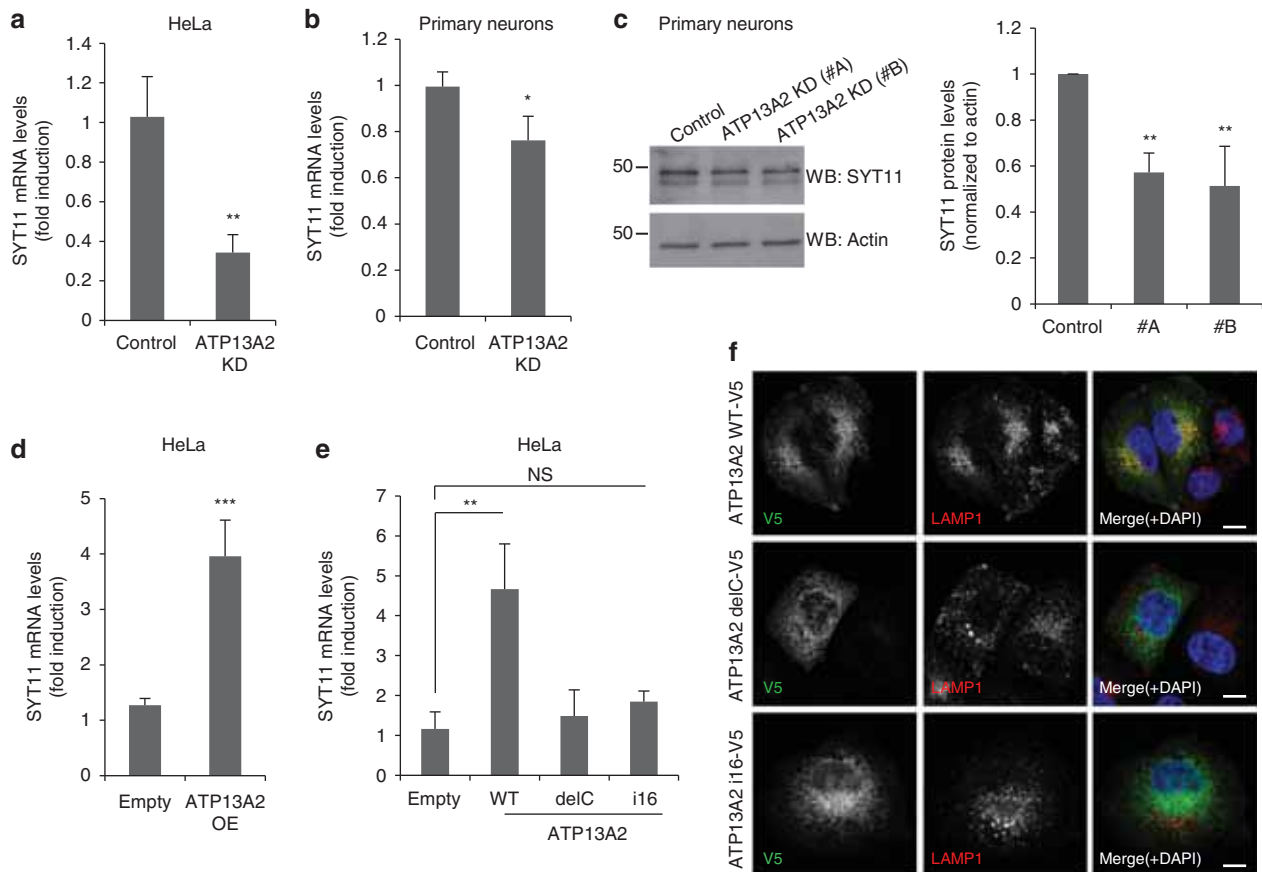 a
HeLa
SYT11 mRNA levels
(fold induction)
1.4
1.2
1
0.8
0.6
0.4
0.2
0
**
Control
ATP13A2
KD
b
Primary neurons
SYT11 mRNA levels
(fold induction)
1.2
1
0.8
0.6
0.4
0.2
0
*
Control
ATP13A2
KD
c
Primary neurons
Control
ATP13A2 KD (#A)
ATP13A2 KD (#B)
50
WB: SYT11
50
WB: Actin
SYT11 protein levels
(normalized to actin)
1.2
1
0.8
0.6
0.4
0.2
0
**
**
Control
#A
#B
d
HeLa
SYT11 mRNA levels
(fold induction)
5
4
3
2
1
0
***
Empty
ATP13A2
OE
e
HeLa
NS
**
SYT11 mRNA levels
(fold induction)
7
6
5
4
3
2
1
0
Empty
WT
delC
i16
ATP13A2
f
ATP13A2 WT-V5
V5
LAMP1
Merge(+DAPI)
ATP13A2 delC-V5
V5
LAMP1
Merge(+DAPI)
ATP13A2 i16-V5
V5
LAMP1
Merge(+DAPI)